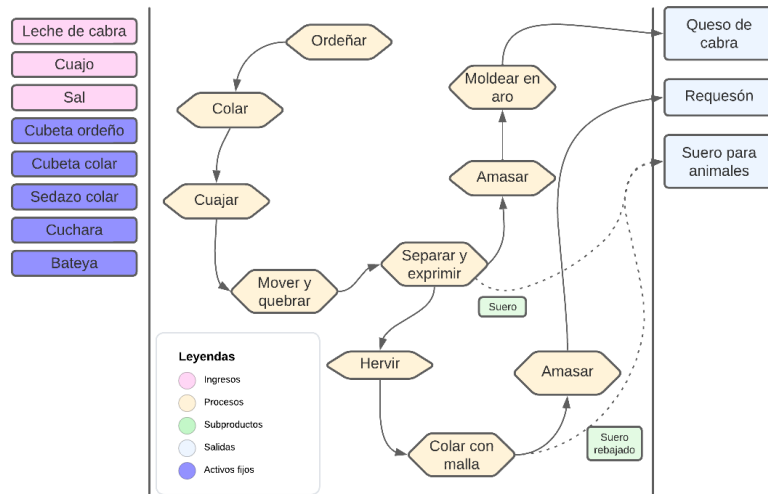 Leche de cabra
Cuajo
Sal
Cubeta ordeño
Cubeta colar
Sedazo colar
Cuchara
Bateya
Ordeñar
Colar
Cuajar
Mover y
quebrar
Separar y
exprimir
Amasar
Moldear en
aro
Suero
Hervir
Colar con
malla
Amasar
Suero
rebajado
Queso de
cabra
Requesón
Suero para
animales
Leyendas
Ingresos
Procesos
Subproductos
Salidas
Activos fijos